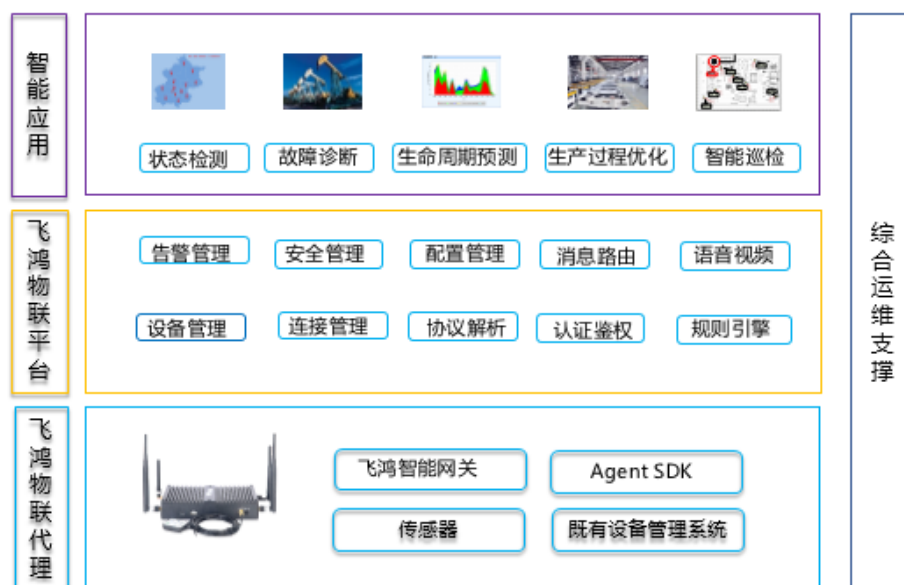 智能应用
状态检测
故障诊断
生命周期预测
生产过程优化
智能巡检
飞鸿物联平台
告警管理
安全管理
配置管理
消息路由
语音视频
设备管理
连接管理
协议解析
认证鉴权
规则引擎
飞鸿物联代理
飞鸿智能网关
Agent SDK
传感器
既有设备管理系统
综合运维支撑